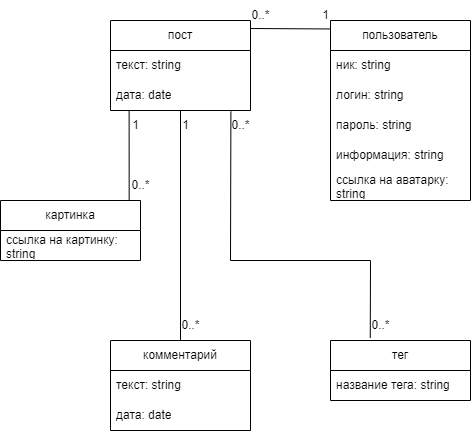 0..*
1
пост
пользователь
текст: string
дата: date
ник: string
логин: string
пароль: string
информация: string
ссылка на аватарку:
string
1
1
0..*
0..*
картинка
ссылка на картинку:
string
0..*
0..*
комментарий
тег
текст: string
дата: date
название тега: string